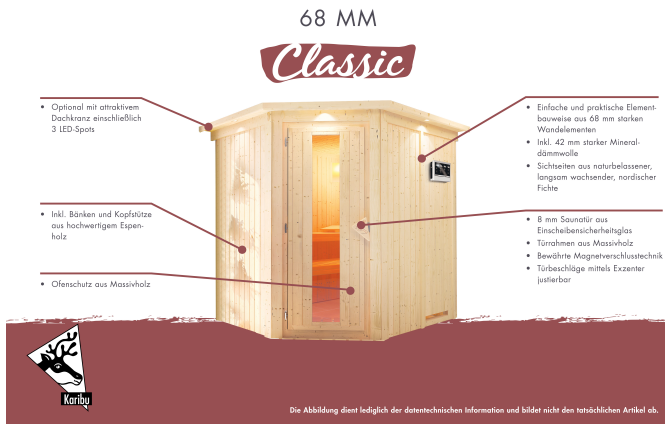 68 MM
Classic
• Optional mit attraktivem
Dachkranz einschließlich
3 LED-Spots
• Inkl. Bänken und Kopfstütze
aus hochwertigem Espen-
holz
• Ofenschutz aus Massivholz
• Einfache und praktische Element-
bauweise aus 68 mm starken
Wandelementen
• Inkl. 42 mm starker Mineral-
dämmwolle
• Sichtseiten aus naturbelassener,
langsam wachsender, nordischer
Fichte
• 8 mm Saunatür aus
Einscheibensicherheitsglas
• Türrahmen aus Massivholz
• Bewährte Magnetverschlusstechnik
• Türbeschläge mittels Exzenter
justierbar
Karibu
Die Abbildung dient lediglich der datentechnischen Information und bildet nicht den tatsächlichen Artikel ab.